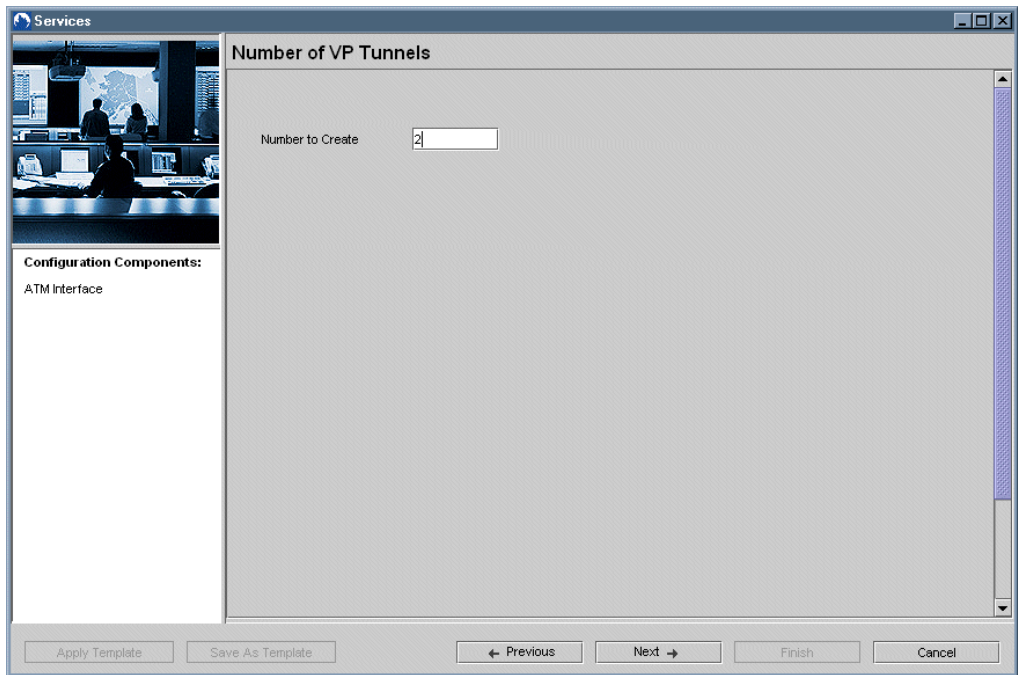 Services
Number of VP Tunnels
Number to Create 2
Configuration Components:
ATM Interface
Apply Template Save As Template ← Previous Next → Finish Cancel